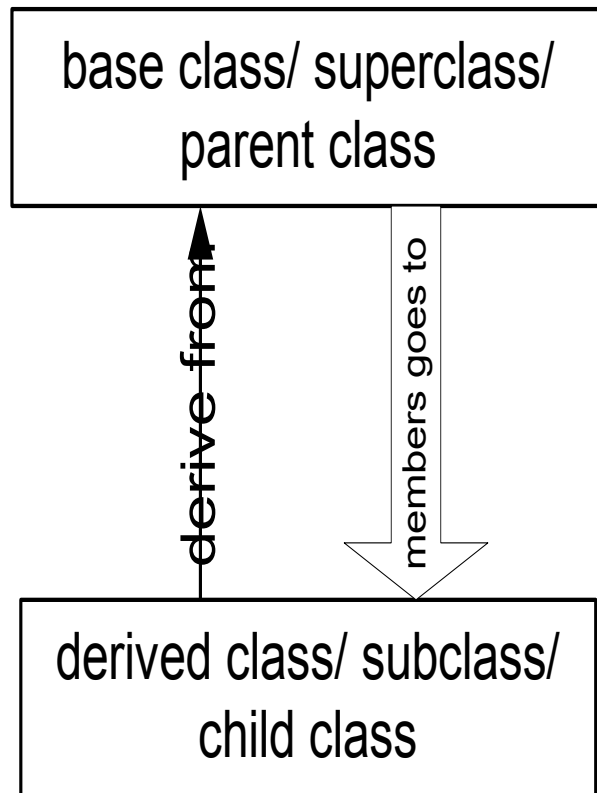 base class/ superclass/
parent class
derive from
members goes to
derived class/ subclass/
child class